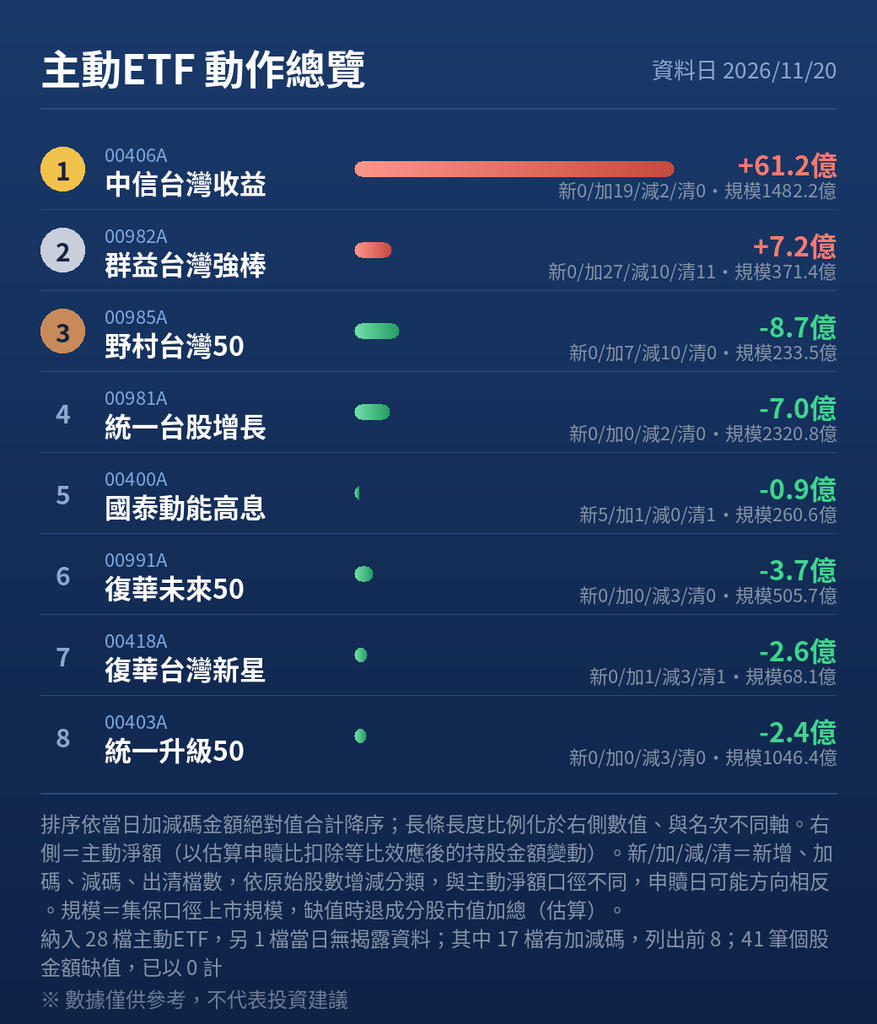 主動ETF 動作總覽
資料日 2026/11/20
1
00406A
中信台灣收益
+61.2億
新0/加19/減2/清0・規模1482.2億
2
00982A
群益台灣強棒
+7.2億
新0/加27/減10/清11・規模371.4億
3
00985A
野村台灣50
-8.7億
新0/加7/減10/清0・規模233.5億
4
00981A
統一台股增長
-7.0億
新0/加0/減2/清0・規模2320.8億
5
00400A
國泰動能高息
-0.9億
新5/加1/減0/清1・規模260.6億
6
00991A
復華未來50
-3.7億
新0/加0/減3/清0・規模505.7億
7
00418A
復華台灣新星
-2.6億
新0/加1/減3/清1・規模68.1億
8
00403A
統一升級50
-2.4億
新0/加0/減3/清0・規模1046.4億
排序依當日加減碼金額絕對值合計降序；長條長度比例化於右側數值、與名次不同軸。右
側＝主動淨額（以估算申贖比扣除等比效應後的持股金額變動）。新/加/減/清＝新增、加
碼、減碼、出清檔數，依原始股數增減分類，與主動淨額口徑不同，申贖日可能方向相反
。規模＝集保口徑上市規模，缺值時退成分股市值加總（估算）。
納入 28 檔主動ETF，另 1 檔當日無揭露資料；其中 17 檔有加減碼，列出前 8；41 筆個股
金額缺值，已以 0 計
※ 數據僅供參考，不代表投資建議